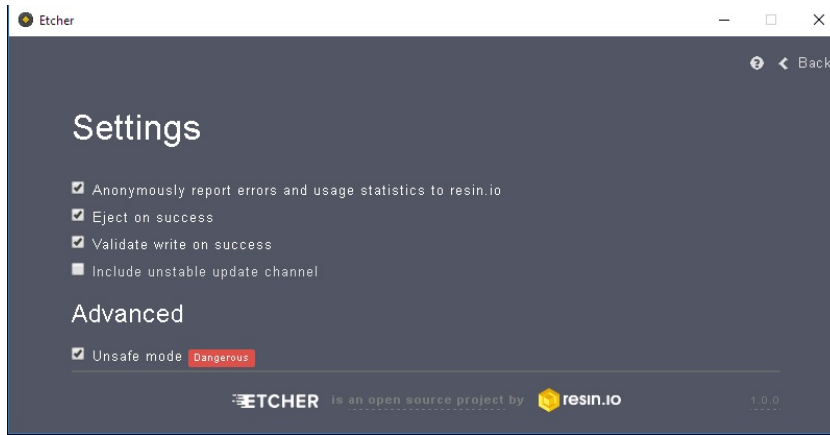 Etcher
Back
Settings
Anonymously report errors and usage statistics to resin.io
Eject on success
Validate write on success
Include unstable update channel
Advanced
Unsafe mode Dangerous
ETCHER is an open source project by resin.io 1.0.0